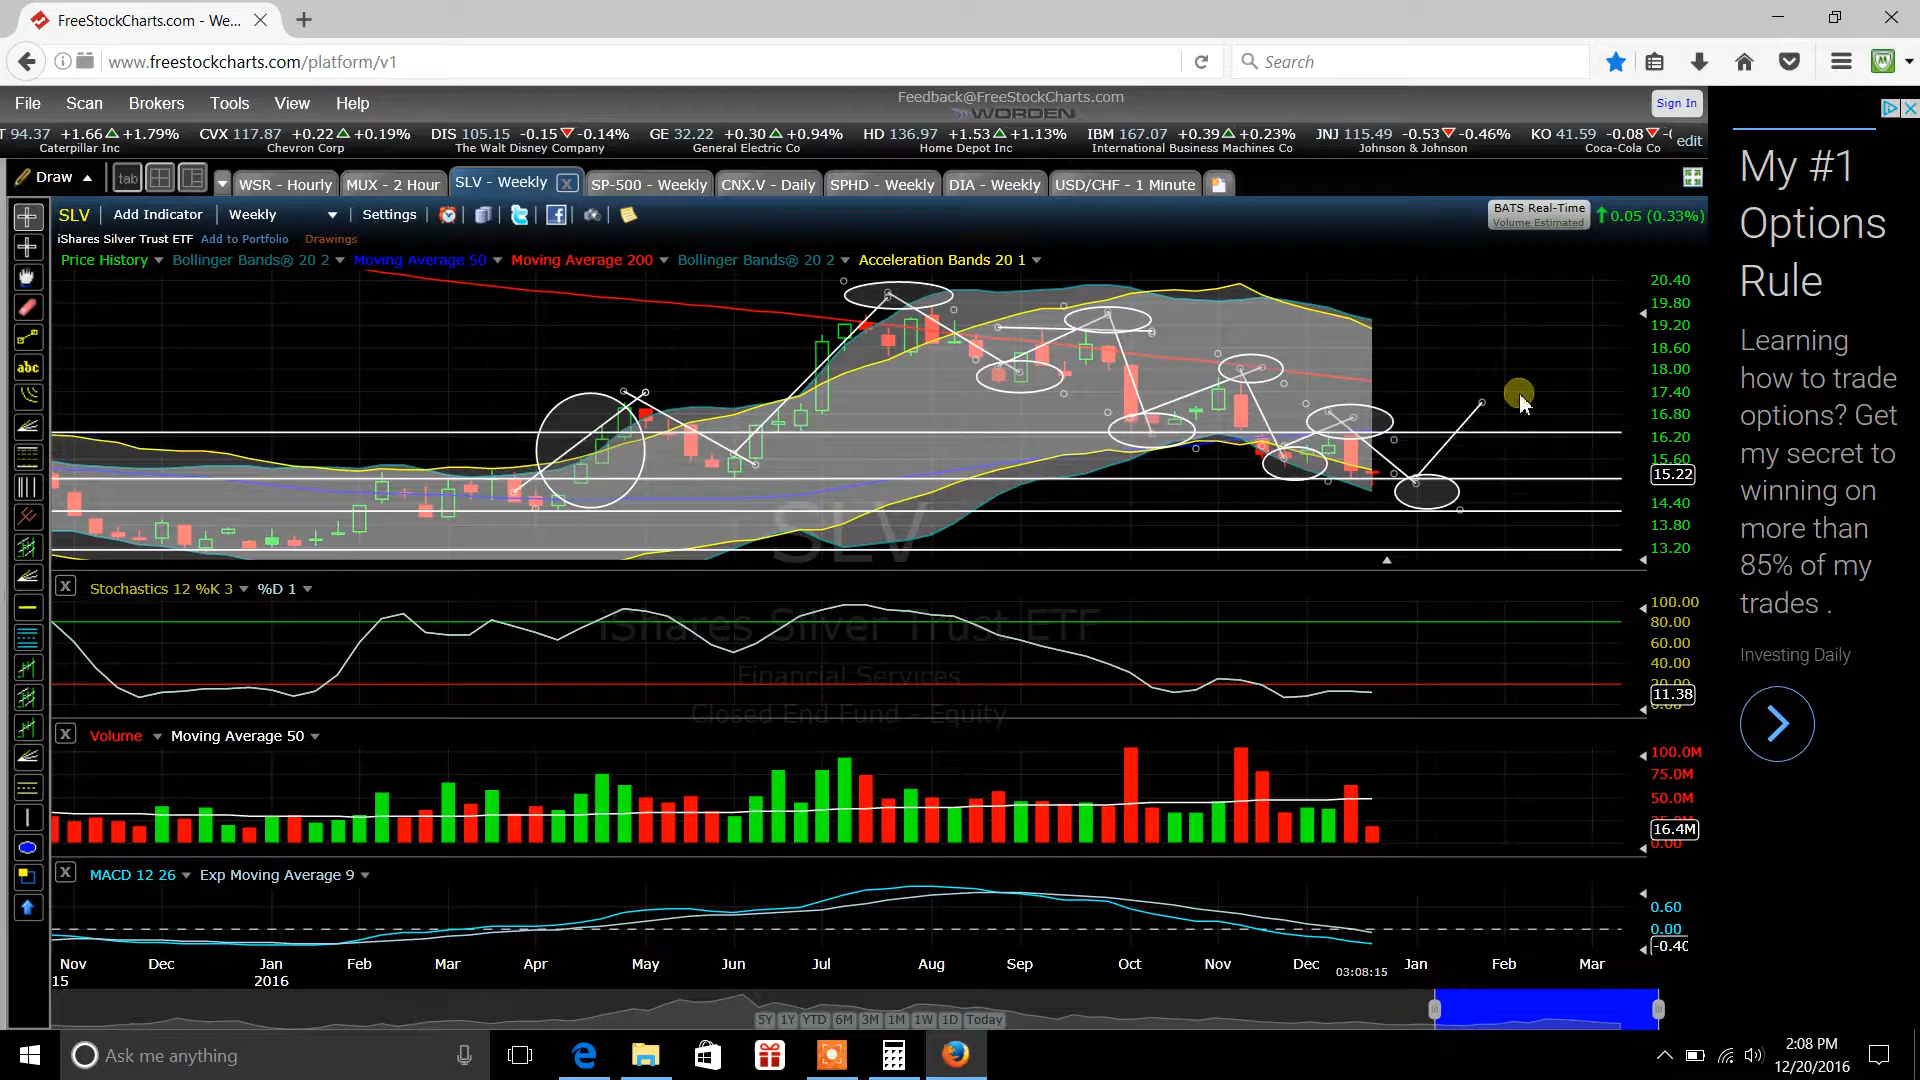 FreeStockCharts.com - We...
www.freestockcharts.com/platform/v1
Search
File Scan Brokers Tools View Help
Feedback@FreeStockCharts.com
WORDEN
Sign In
T 94.37 +1.66 +1.79% CVX 117.87 +0.22 +0.19% DIS 105.15 -0.15 -0.14% GE 32.22 +0.30 +0.94% HD 136.97 +1.53 +1.13% IBM 167.07 +0.39 +0.23% JNJ 115.49 -0.53 -0.46% KO 41.59 -0.08
Caterpillar Inc Chevron Corp The Walt Disney Company General Electric Co Home Depot Inc International Business Machines Co Johnson & Johnson Coca-Cola Co edit
Draw tab WSR - Hourly MUX - 2 Hour SLV - Weekly SP-500 - Weekly CNX.V - Daily SPHD - Weekly DIA - Weekly USD/CHF - 1 Minute
SLV Add Indicator Weekly Settings BATS Real-Time 0.05 (0.33%)
Volume Estimated
iShares Silver Trust ETF Add to Portfolio Drawings
Price History Bollinger Bands® 20 2 Moving Average 50 Moving Average 200 Bollinger Bands® 20 2 Acceleration Bands 20 1
abc
20.40
19.80
19.20
18.60
18.00
17.40
16.80
16.20
15.60
15.22
14.40
13.80
13.20
SLV
iShares Silver Trust ETF
Financial Services
Closed End Fund - Equity
Stochastics 12 %K 3 %D 1
100.00
80.00
60.00
40.00
20.00
11.38
0.00
Volume Moving Average 50
100.0M
75.0M
50.0M
25.0M
16.4M
0.00
MACD 12 26 Exp Moving Average 9
0.60
0.00
-0.40
Nov Dec Jan Feb Mar Apr May Jun Jul Aug Sep Oct Nov Dec 03:08:15 Jan Feb Mar
15 2016
5Y 1Y YTD 6M 3M 1M 1W 1D Today
My #1
Options
Rule
Learning
how to trade
options? Get
my secret to
winning on
more than
85% of my
trades .
Investing Daily
Ask me anything
2:08 PM
12/20/2016